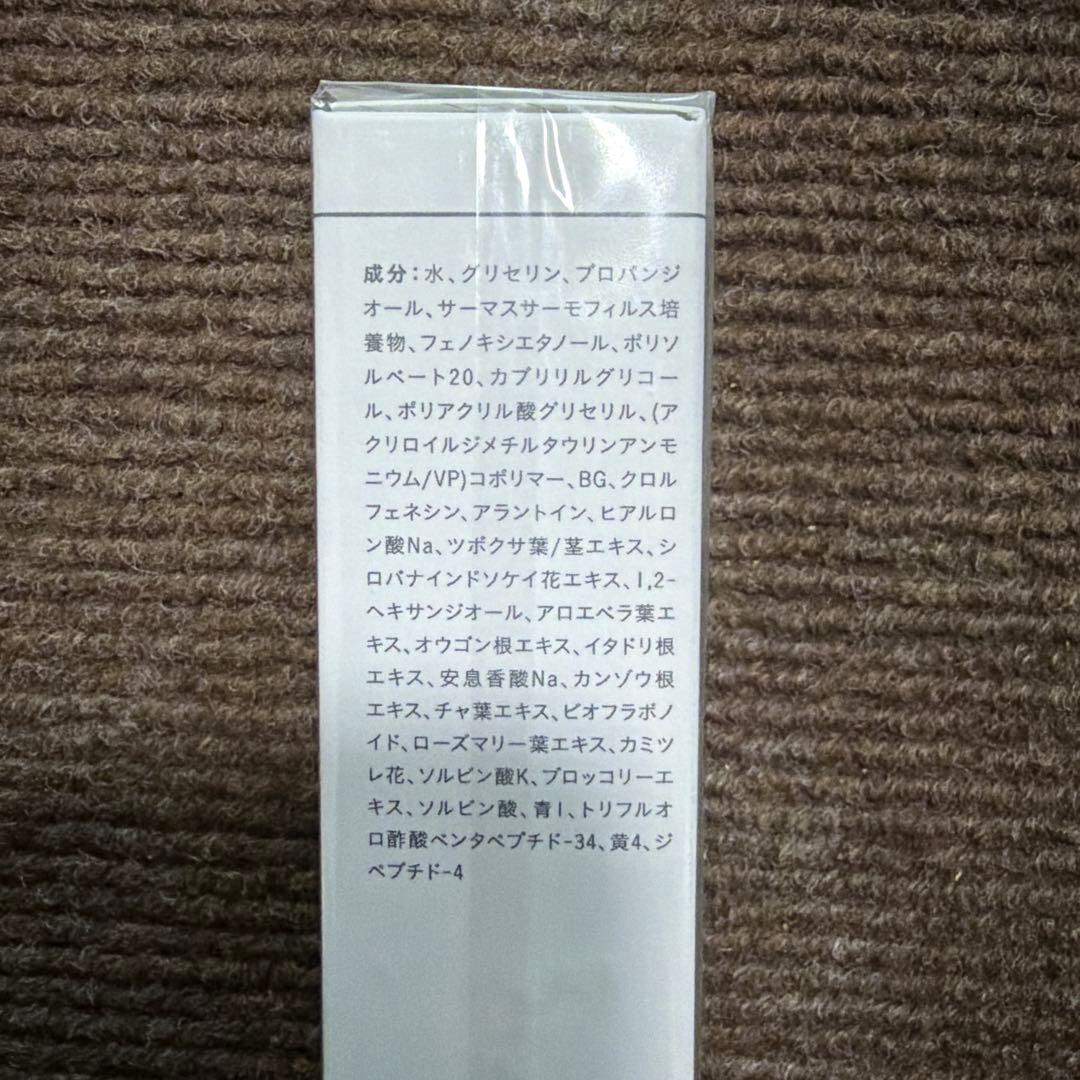 成分：水、グリセリン、プロパンジ
オール、サーマスサーモフィルス培
養物、フェノキシエタノール、ポリソ
ルベート20、カプリリルグリコー
ル、ポリアクリル酸グリセリル、(ア
クリロイルジメチルタウリンアンモ
ニウム/VP)コポリマー、BG、クロル
フェネシン、アラントイン、ヒアルロ
ン酸Na、ツボクサ葉/茎エキス、シ
ロバナインドソケイ花エキス、1,2-
ヘキサンジオール、アロエベラ葉エ
キス、オウゴン根エキス、イタドリ根
エキス、安息香酸Na、カンゾウ根
エキス、チャ葉エキス、ビオフラボノ
イド、ローズマリー葉エキス、カミツ
レ花、ソルビン酸K、ブロッコリーエ
キス、ソルビン酸、青1、トリフルオ
ロ酢酸ペンタペプチド-34、黄4、ジ
ペプチド-4